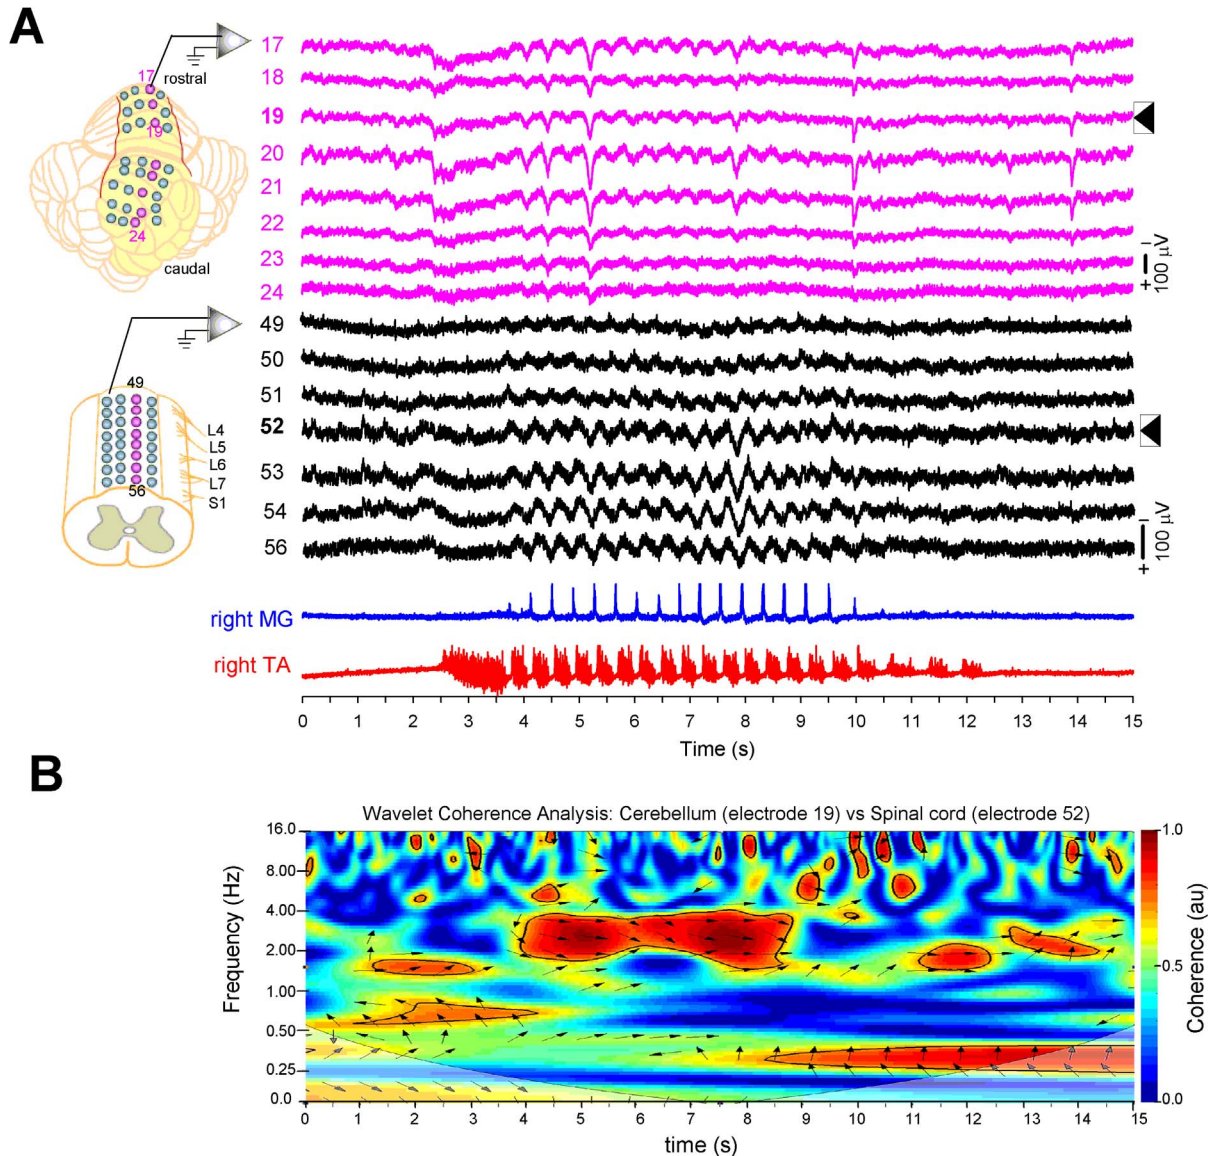 A
17
rostral
19
24
caudal
17
18
19
20
21
22
23
24
+ −
100 µV
49
56
L4
L5
L6
L7
S1
49
50
51
52
53
54
56
+ −
100 µV
right MG
right TA
0 1 2 3 4 5 6 7 8 9 10 11 12 13 14 15
Time (s)
B
Wavelet Coherence Analysis: Cerebellum (electrode 19) vs Spinal cord (electrode 52)
Frequency (Hz)
16.0
8.00
4.00
2.00
1.00
0.50
0.25
0.0
0 1 2 3 4 5 6 7 8 9 10 11 12 13 14 15
time (s)
1.0
0.5
0.0
Coherence (au)